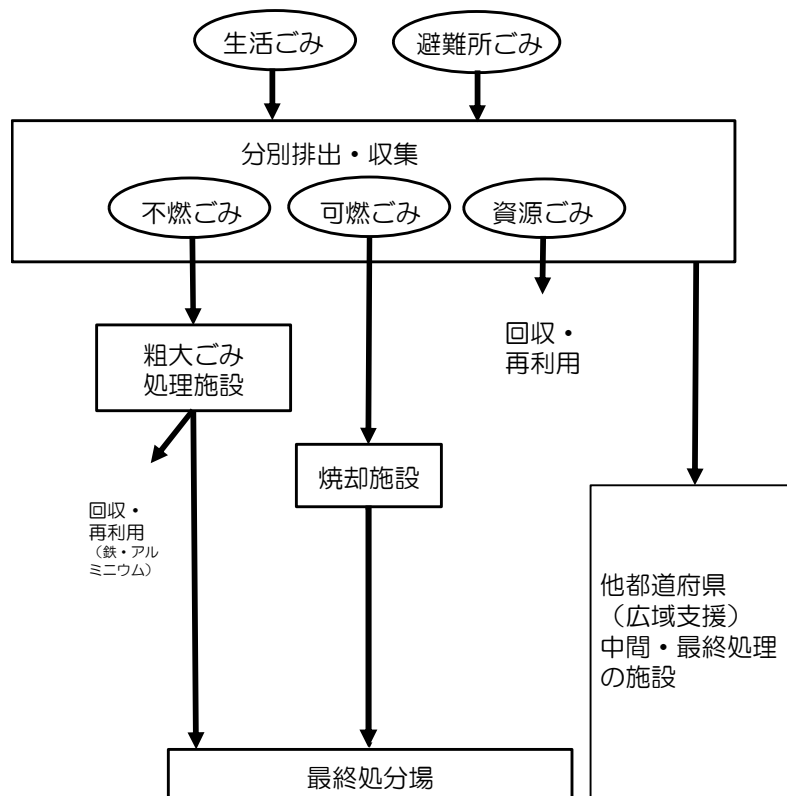 生活ごみ
避難所ごみ
分別排出・収集
不燃ごみ
可燃ごみ
資源ごみ
回収・
再利用
粗大ごみ
処理施設
焼却施設
回収・
再利用
（鉄・アル
ミニウム）
他都道府県
（広域支援）
中間・最終処理
の施設
最終処分場